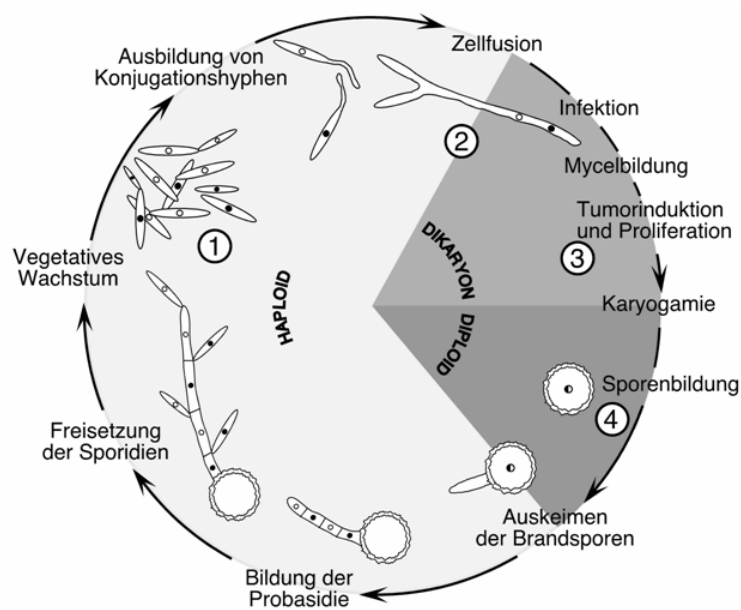 Ausbildung von
Konjugationshyphen
Zellfusion
Infektion
2
Mycelbildung
Tumorinduktion
und Proliferation
3
1
Vegetatives
Wachstum
HAPLOID
DIKARYON
DIPLOID
Karyogamie
Sporenbildung
4
Freisetzung
der Sporidien
Auskeimen
der Brandsporen
Bildung der
Probasidie